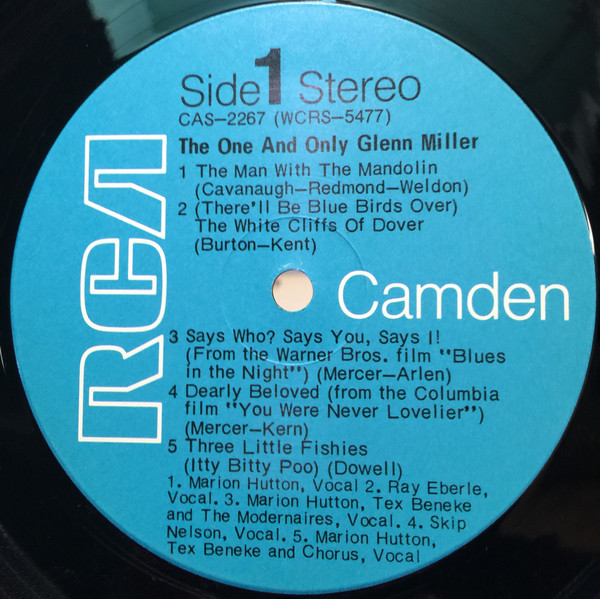 Side 1 Stereo
CAS-2267 (WCRS-5477)
The One And Only Glenn Miller
1 The Man With The Mandolin
(Cavanaugh-Redmond-Weldon)
2 (There'll Be Blue Birds Over)
The White Cliffs Of Dover
(Burton-Kent)
RCA
Camden
3 Says Who? Says You, Says I!
(From the Warner Bros. film "Blues
in the Night") (Mercer-Arlen)
4 Dearly Beloved (from the Columbia
film "You Were Never Lovelier")
(Mercer-Kern)
5 Three Little Fishies
(Itty Bitty Poo) (Dowell)
1. Marion Hutton, Vocal 2. Ray Eberle,
Vocal. 3. Marion Hutton, Tex Beneke
and The Modernaires, Vocal. 4. Skip
Nelson, Vocal. 5. Marion Hutton,
Tex Beneke and Chorus, Vocal